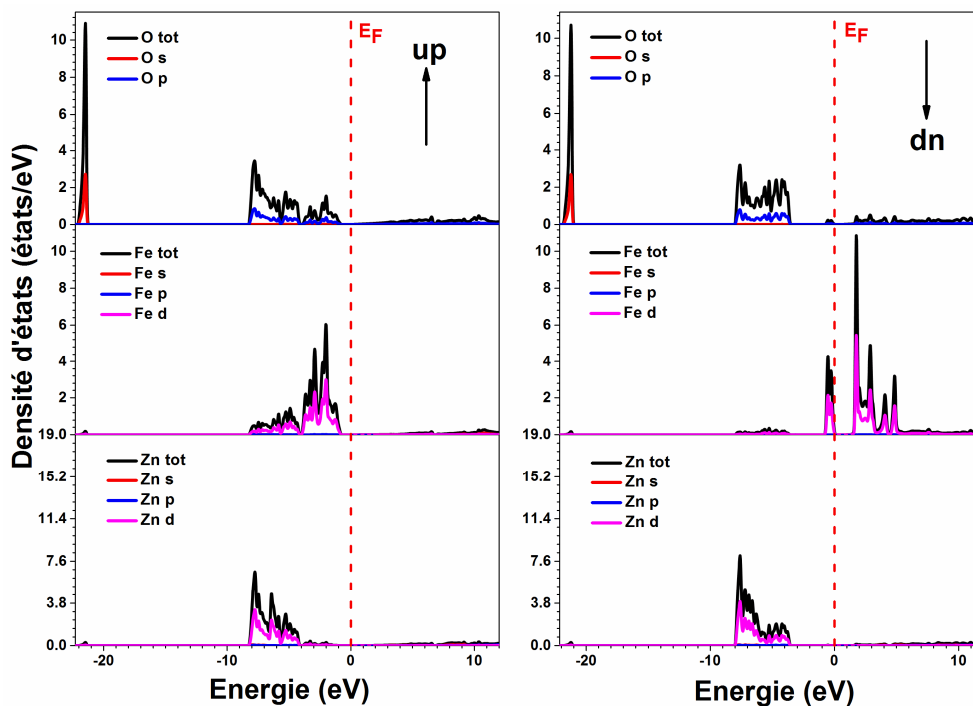 Densité d'états (états/eV)
O tot
O s
O p
E_F
up
10
8
6
4
2
0
Fe tot
Fe s
Fe p
Fe d
10
8
6
4
2
19.0
Zn tot
Zn s
Zn p
Zn d
15.2
11.4
7.6
3.8
0.0
-20
-10
0
10
Energie (eV)
O tot
O s
O p
E_F
dn
10
8
6
4
2
0
Fe tot
Fe s
Fe p
Fe d
10
8
6
4
2
19.0
Zn tot
Zn s
Zn p
Zn d
15.2
11.4
7.6
3.8
0.0
-20
-10
0
10
Energie (eV)